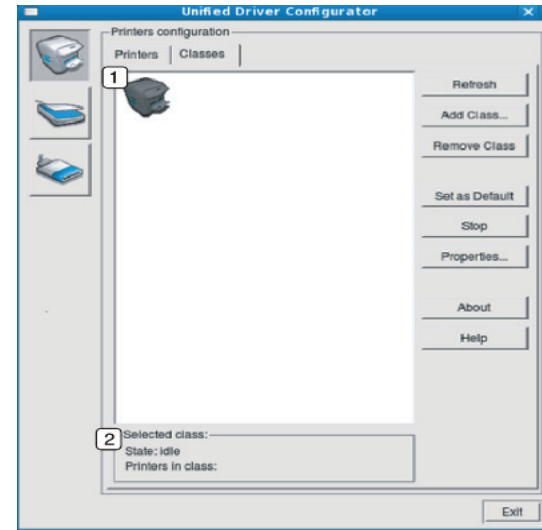 Unified Driver Configurator
Printers configuration
Printers
Classes
1
Refresh
Add Class...
Remove Class
Set as Default
Stop
Properties...
About
Help
2
Selected class:
State: idle
Printers in class:
Exit